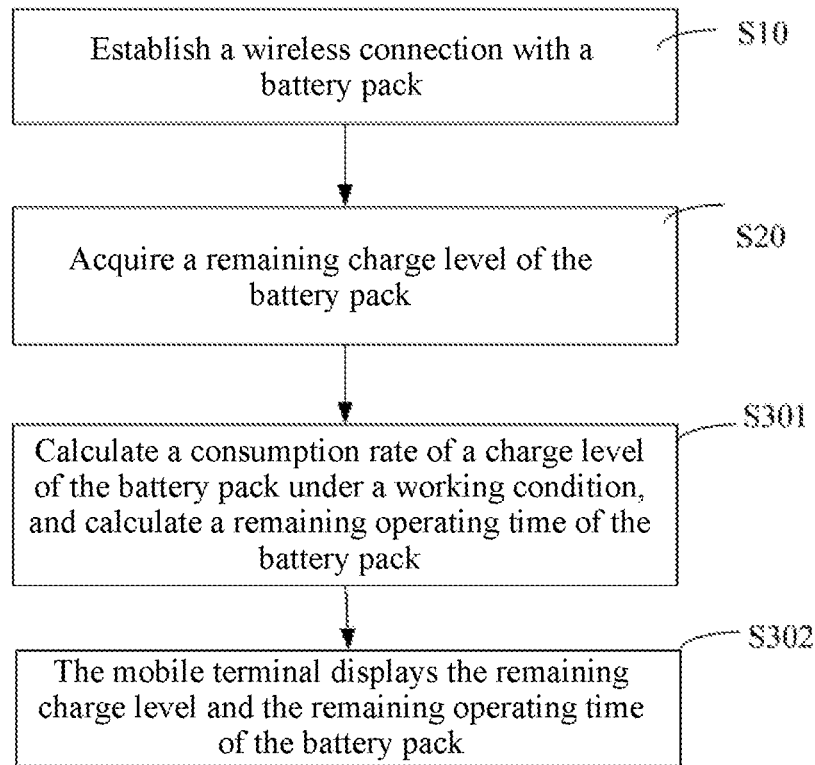 Establish a wireless connection with a
battery pack
S10
Acquire a remaining charge level of the
battery pack
S20
Calculate a consumption rate of a charge level
of the battery pack under a working condition,
and calculate a remaining operating time of the
battery pack
S301
The mobile terminal displays the remaining
charge level and the remaining operating time
of the battery pack
S302